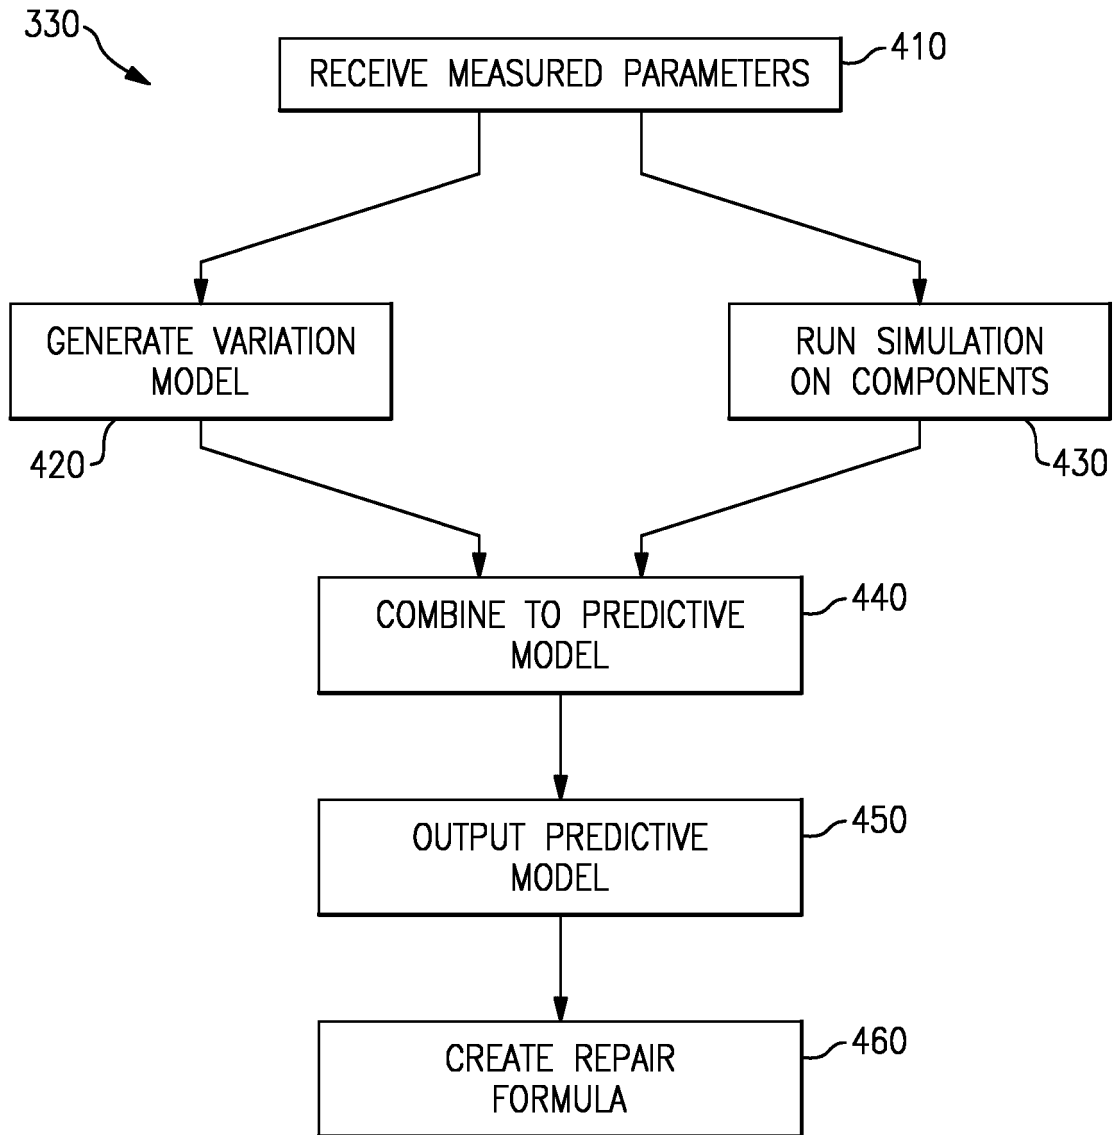 330
RECEIVE MEASURED PARAMETERS
410
GENERATE VARIATION
MODEL
420
RUN SIMULATION
ON COMPONENTS
430
COMBINE TO PREDICTIVE
MODEL
440
OUTPUT PREDICTIVE
MODEL
450
CREATE REPAIR
FORMULA
460